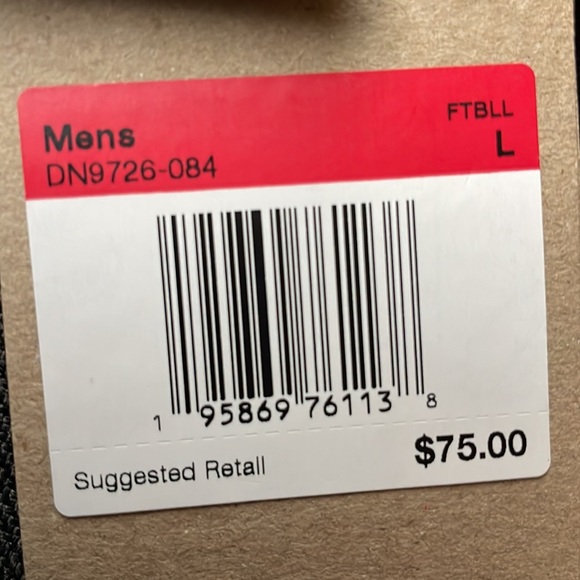 Mens
FTBLL
DN9726-084
L
1 95869 76113 8
Suggested Retail
$75.00